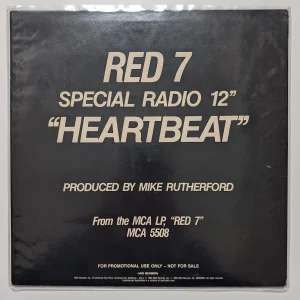 RED 7
SPECIAL RADIO 12"
"HEARTBEAT"
PRODUCED BY MIKE RUTHERFORD
From the MCA LP, "RED 7"
MCA 5508
FOR PROMOTIONAL USE ONLY – NOT FOR SALE